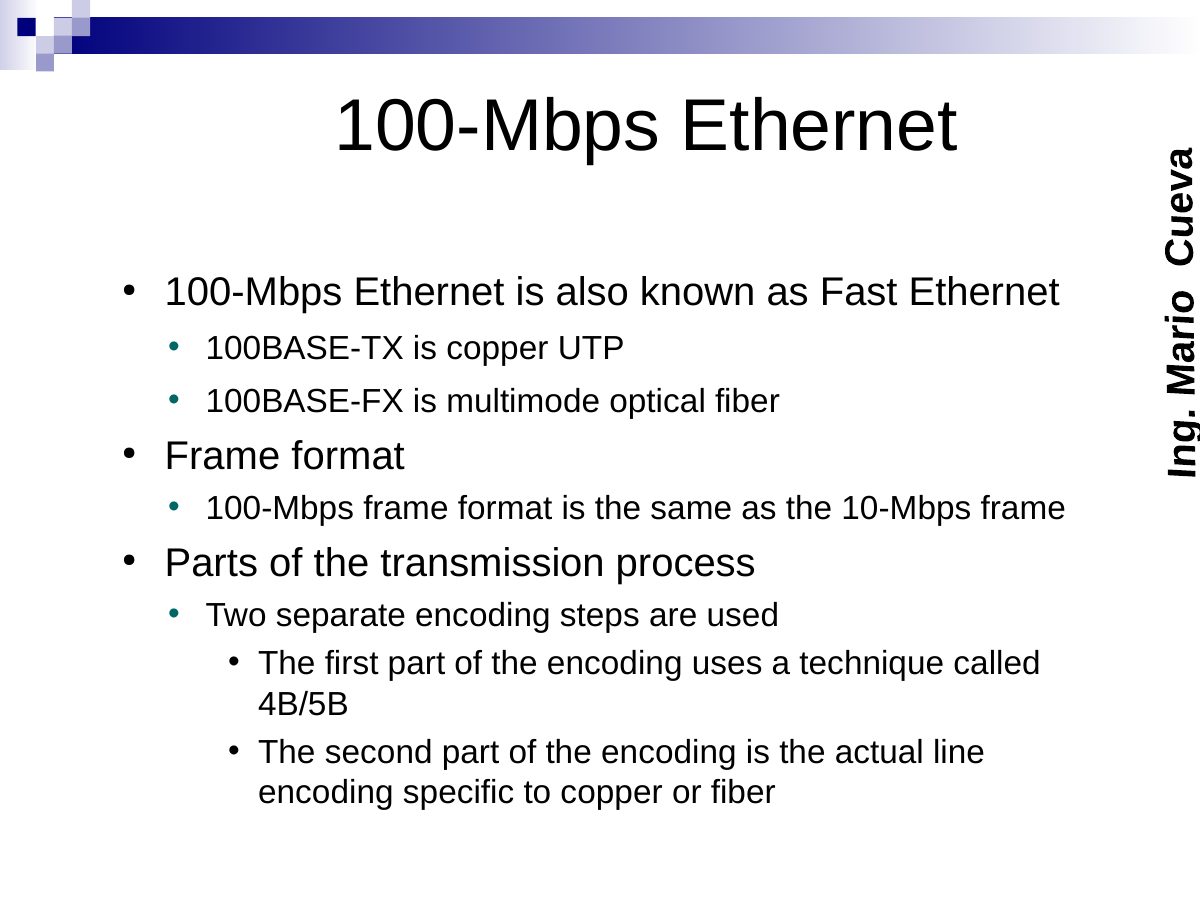 100-Mbps Ethernet
• 100-Mbps Ethernet is also known as Fast Ethernet
• 100BASE-TX is copper UTP
• 100BASE-FX is multimode optical fiber
• Frame format
• 100-Mbps frame format is the same as the 10-Mbps frame
• Parts of the transmission process
• Two separate encoding steps are used
• The first part of the encoding uses a technique called
4B/5B
• The second part of the encoding is the actual line
encoding specific to copper or fiber
Ing. Mario Cueva